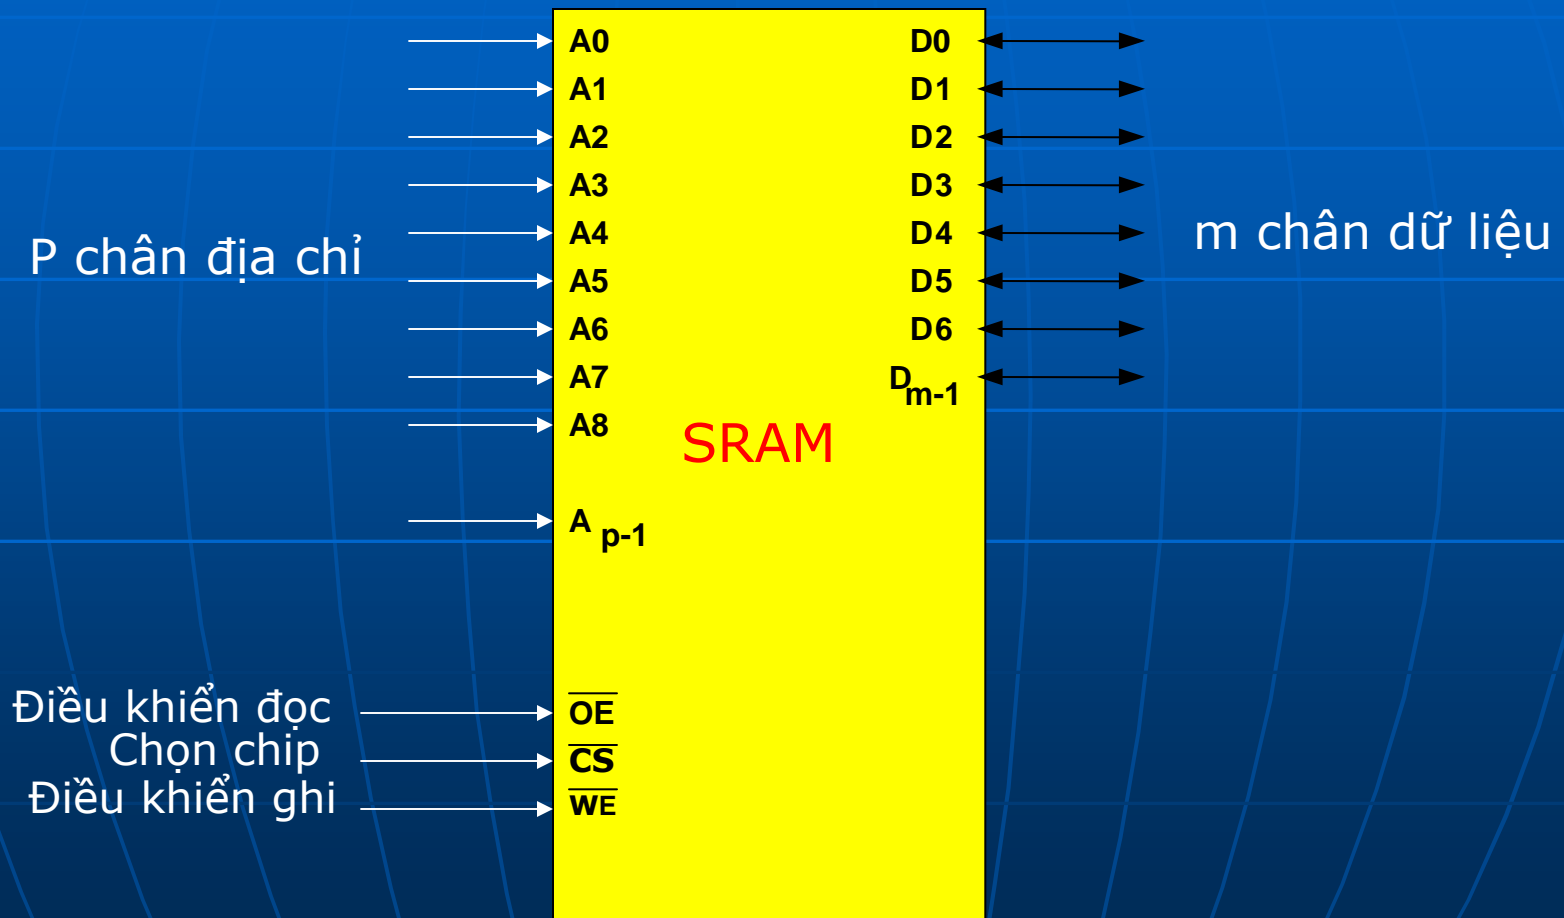 A0
A1
A2
A3
A4
A5
A6
A7
A8
A p-1
P chân địa chỉ
D0
D1
D2
D3
D4
D5
D6
Dm-1
m chân dữ liệu
SRAM
Điều khiển đọc
OE
Chọn chip
CS
Điều khiển ghi
WE